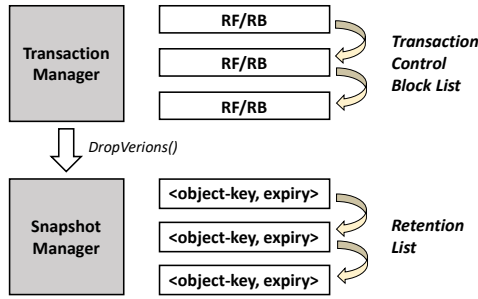 Transaction
Manager
RF/RB
RF/RB
RF/RB
Transaction
Control
Block List
DropVerions()
Snapshot
Manager
<object-key, expiry>
<object-key, expiry>
<object-key, expiry>
Retention
List